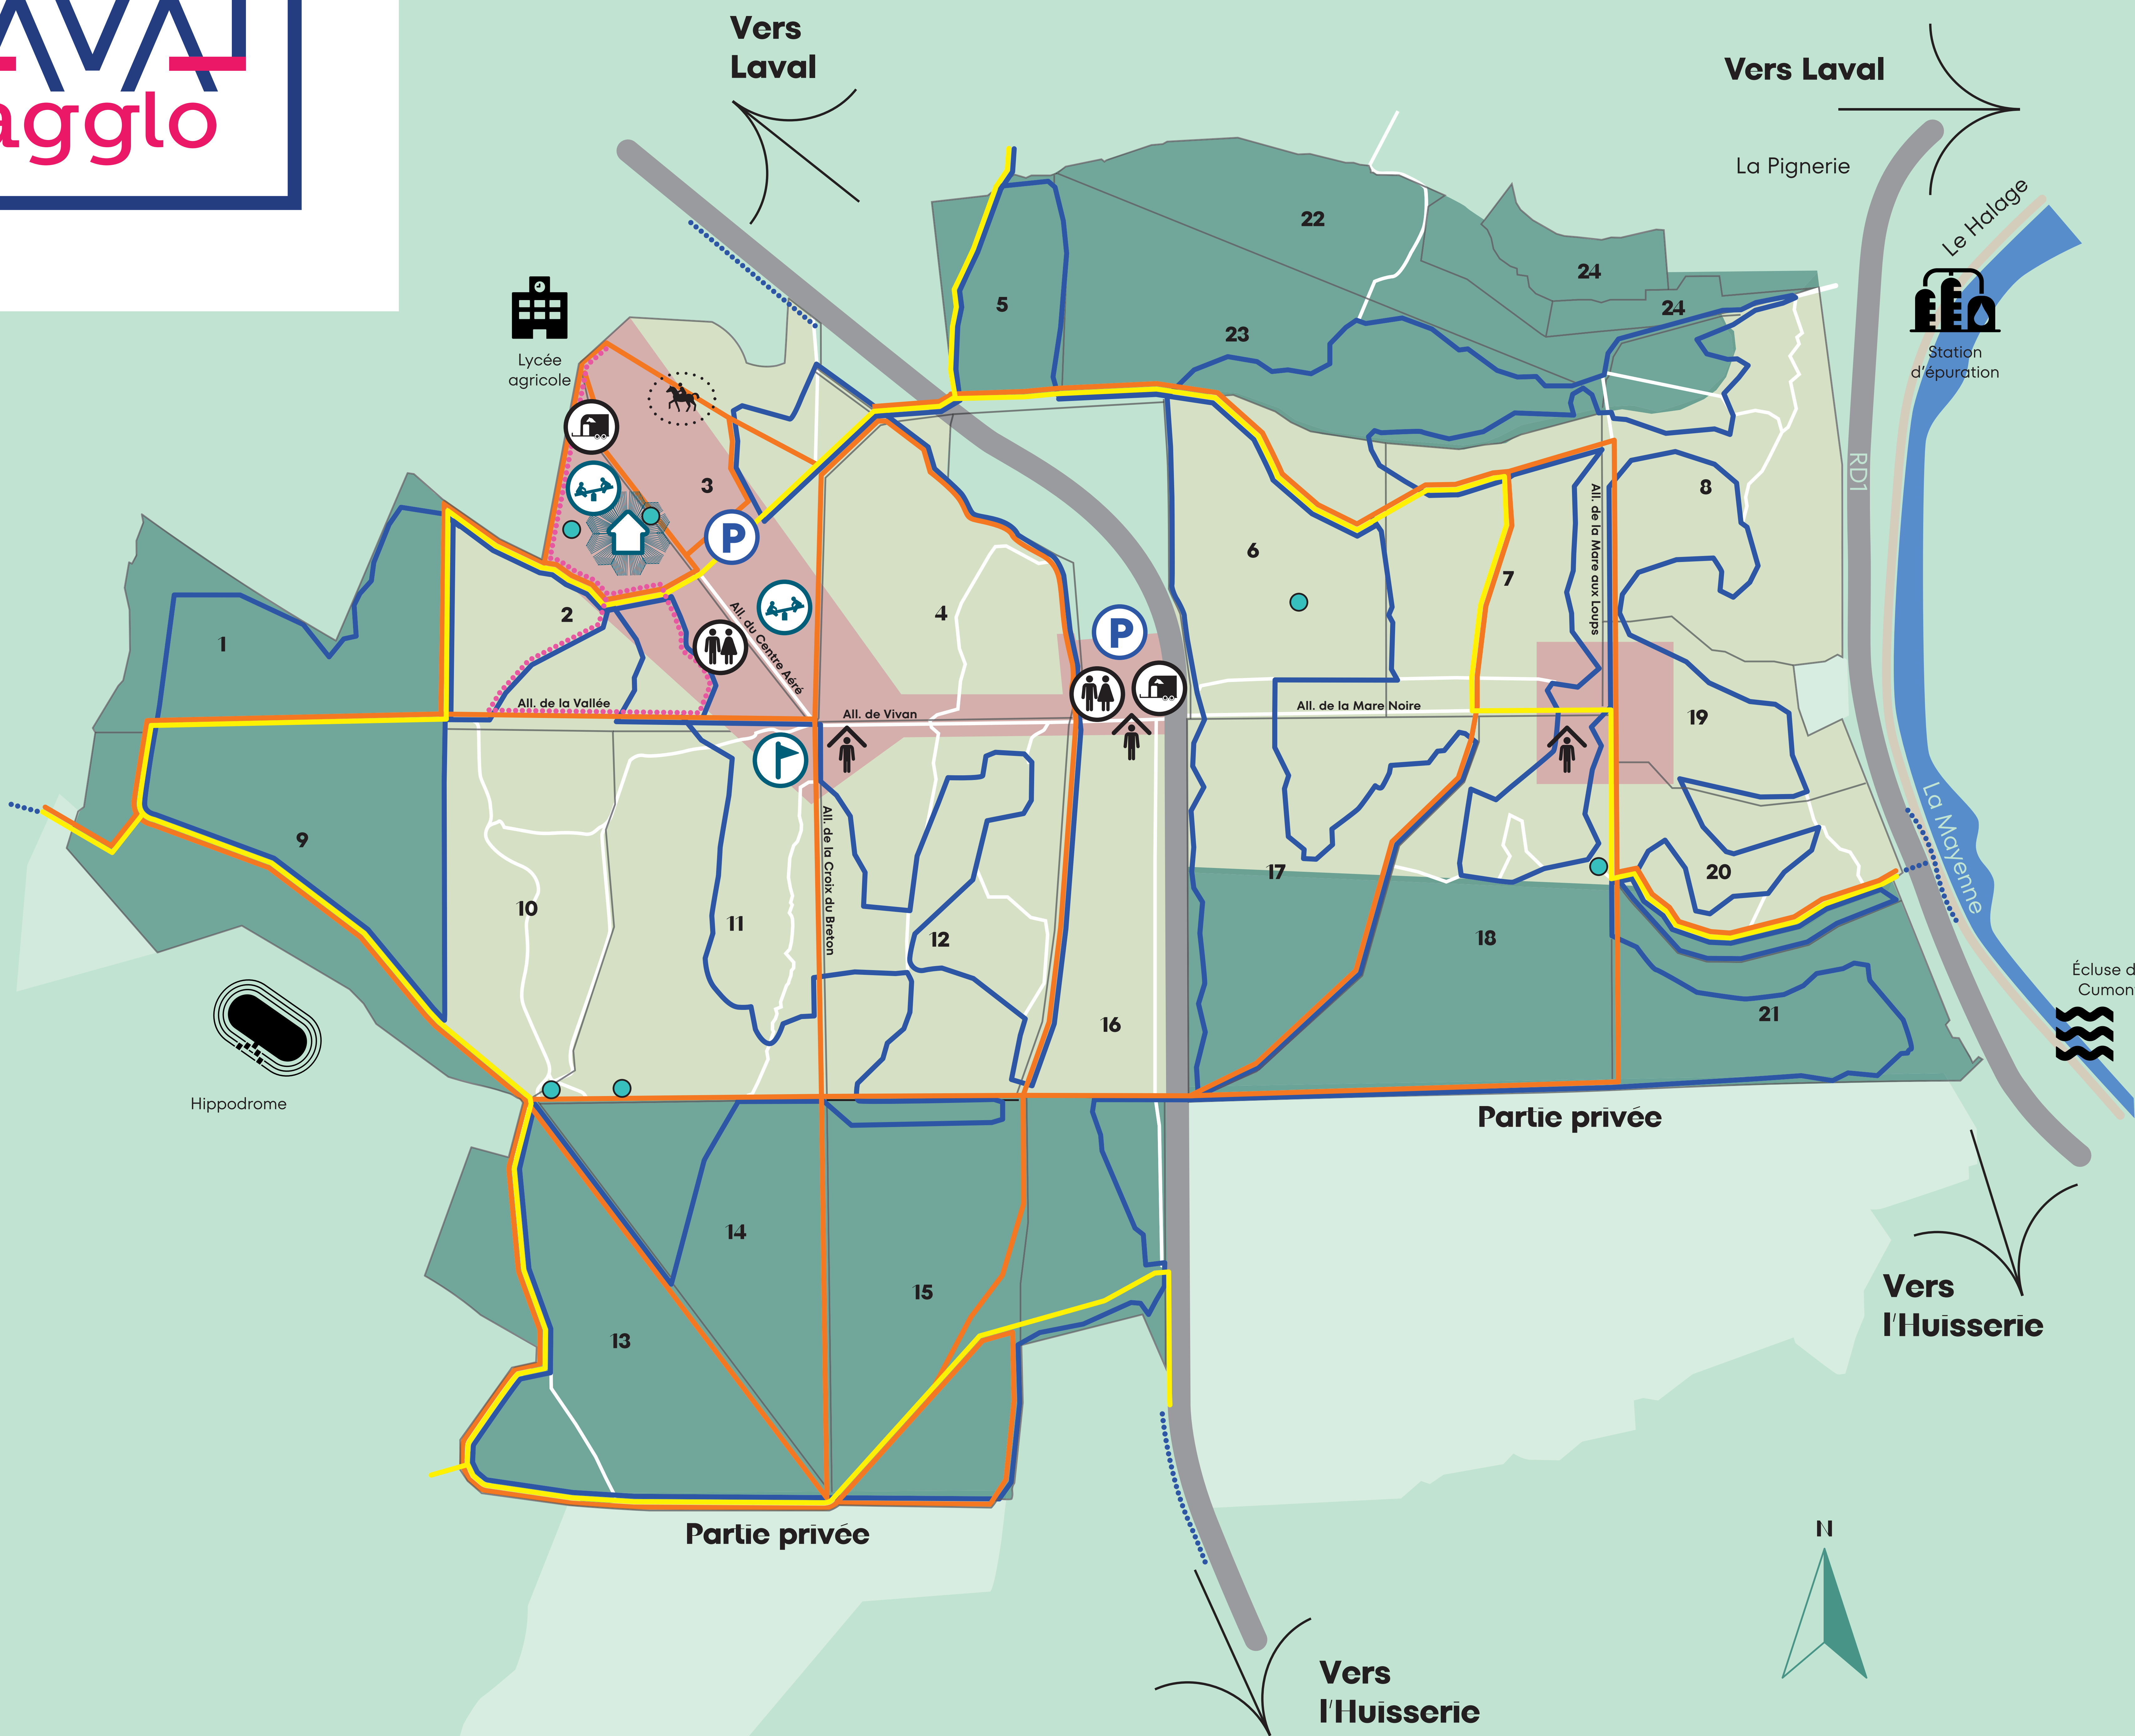 agglo
Vers
Laval
Vers Laval
La Pignerie
Le Halage
22
24
24
5
23
Lycée
agricole
Station
d'épuration
RD1
3
8
All. de la Mare aux Loups
P
6
7
2
4
1
All. du Centre Aéré
P
All. de la Vallée
All. de Vivan
All. de la Mare Noire
19
La Mayenne
9
All. de la Croix du Breton
17
20
10
11
12
18
16
21
Écluse d
Cumon
Hippodrome
Partie privée
14
15
13
Vers
l'Huisserie
Partie privée
N
Vers
l'Huisserie